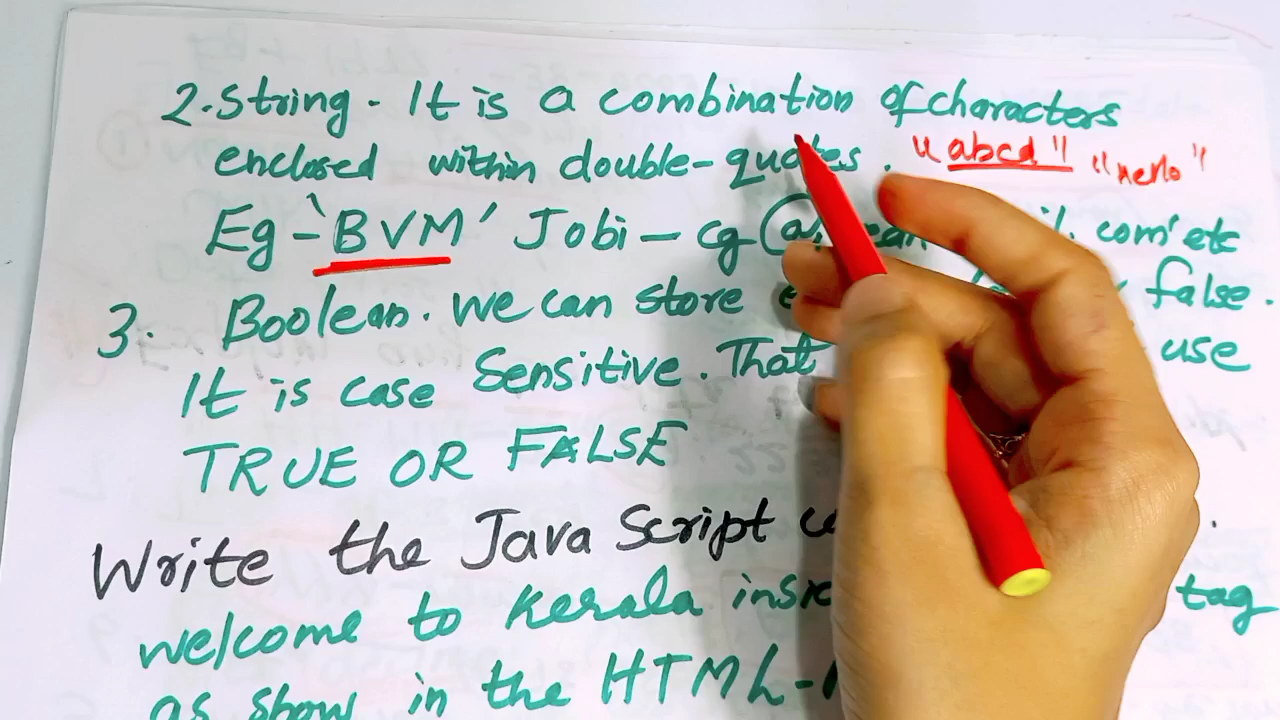 2. String - It is a combination of characters
enclosed within double-quotes. "abcd" "Hello"
Eg - 'BVM' Jobi - cg @ com' etc
3. Boolean. We can store false.
It is case Sensitive. That use
TRUE OR FALSE
Write the Java Script
welcome to Kerala tag
as show in the HTML-